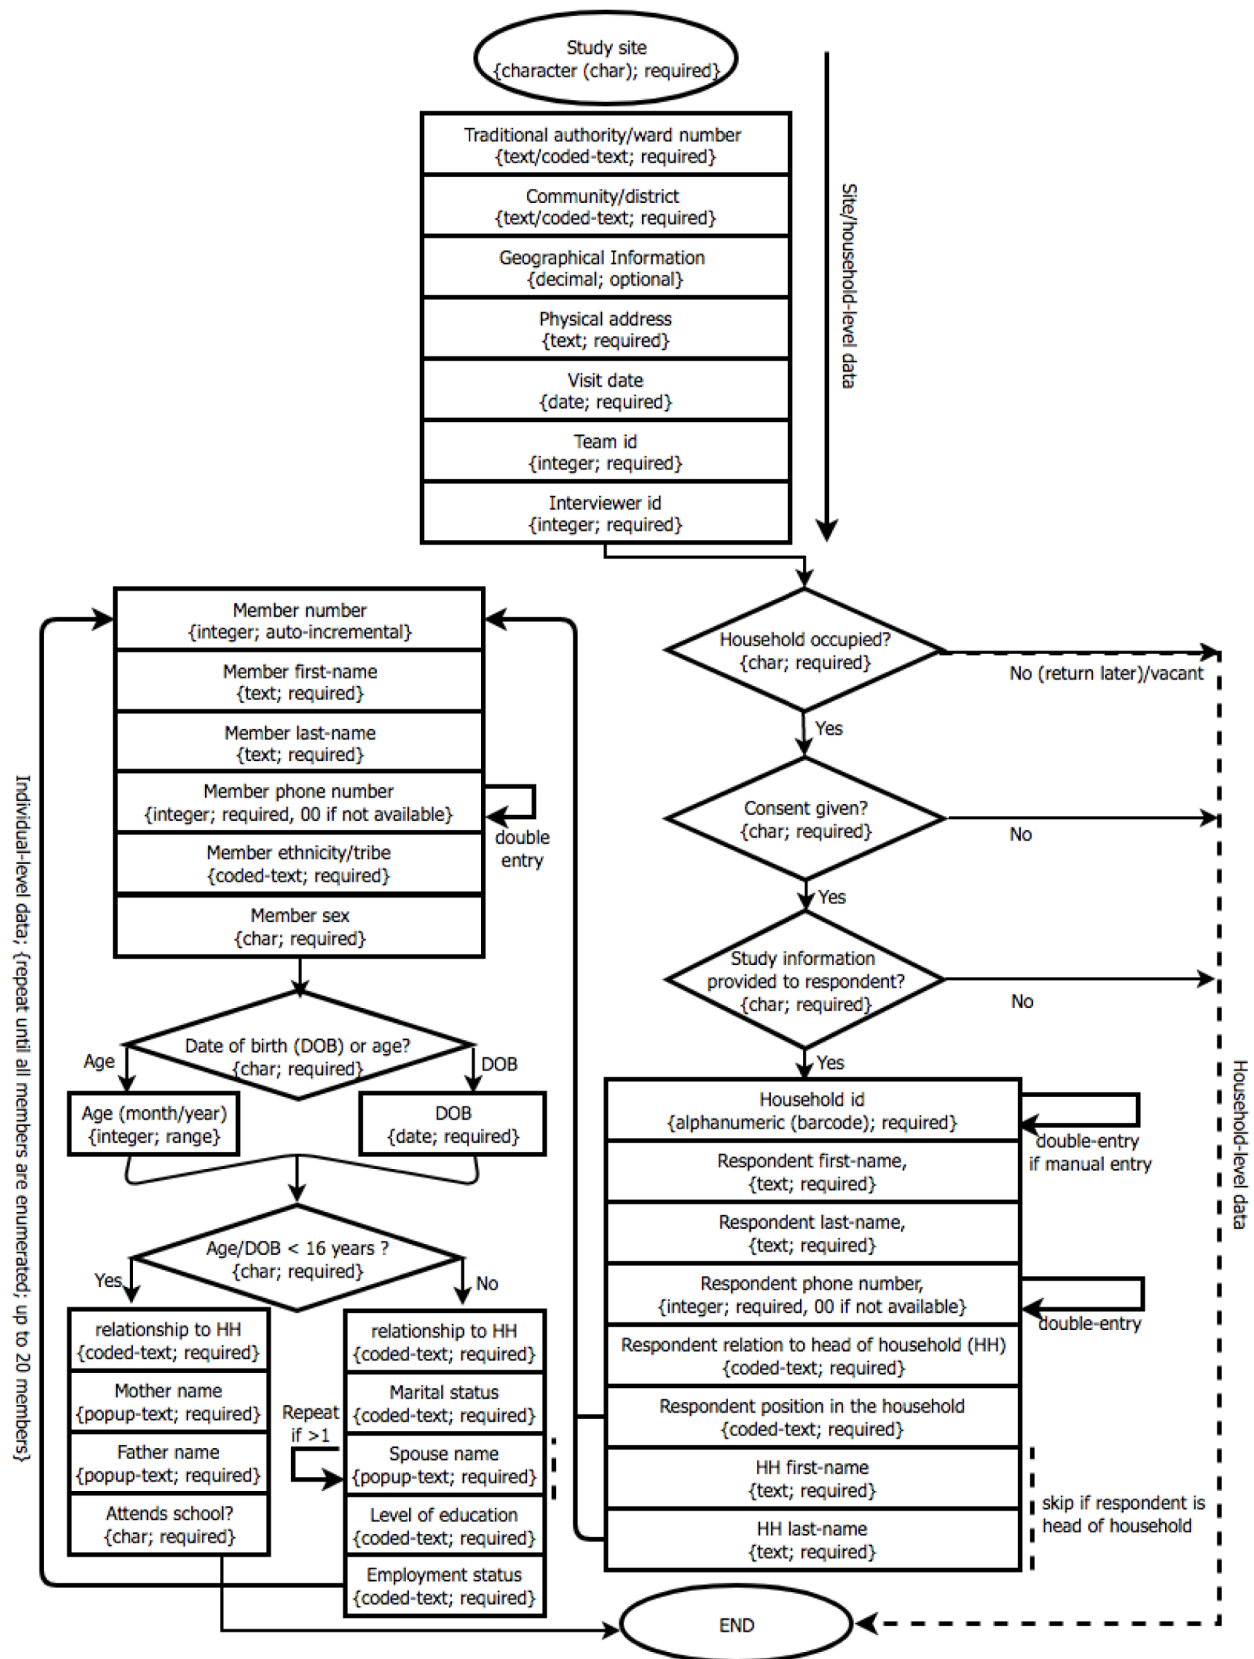 Study site
{character (char); required}
Traditional authority/ward number
{text/coded-text; required}
Community/district
{text/coded-text; required}
Geographical Information
{decimal; optional}
Physical address
{text; required}
Visit date
{date; required}
Team id
{integer; required}
Interviewer id
{integer; required}
Site/household-level data
Household occupied?
{char; required}
No (return later)/vacant
Yes
Consent given?
{char; required}
No
Yes
Study information
provided to respondent?
{char; required}
No
Yes
Household id
{alphanumeric (barcode); required}
double-entry
if manual entry
Respondent first-name,
{text; required}
Respondent last-name,
{text; required}
Respondent phone number,
{integer; required, 00 if not available}
double-entry
Respondent relation to head of household (HH)
{coded-text; required}
Respondent position in the household
{coded-text; required}
HH first-name
{text; required}
HH last-name
{text; required}
skip if respondent is
head of household
Household-level data
Member number
{integer; auto-incremental}
Member first-name
{text; required}
Member last-name
{text; required}
Member phone number
{integer; required, 00 if not available}
double
entry
Member ethnicity/tribe
{coded-text; required}
Member sex
{char; required}
Date of birth (DOB) or age?
{char; required}
Age
DOB
Age (month/year)
{integer; range}
DOB
{date; required}
Age/DOB < 16 years ?
{char; required}
Yes
No
relationship to HH
{coded-text; required}
Mother name
{popup-text; required}
Father name
{popup-text; required}
Attends school?
{char; required}
relationship to HH
{coded-text; required}
Marital status
{coded-text; required}
Repeat
if >1
Spouse name
{popup-text; required}
Level of education
{coded-text; required}
Employment status
{coded-text; required}
Individual-level data; {repeat until all members are enumerated; up to 20 members}
END